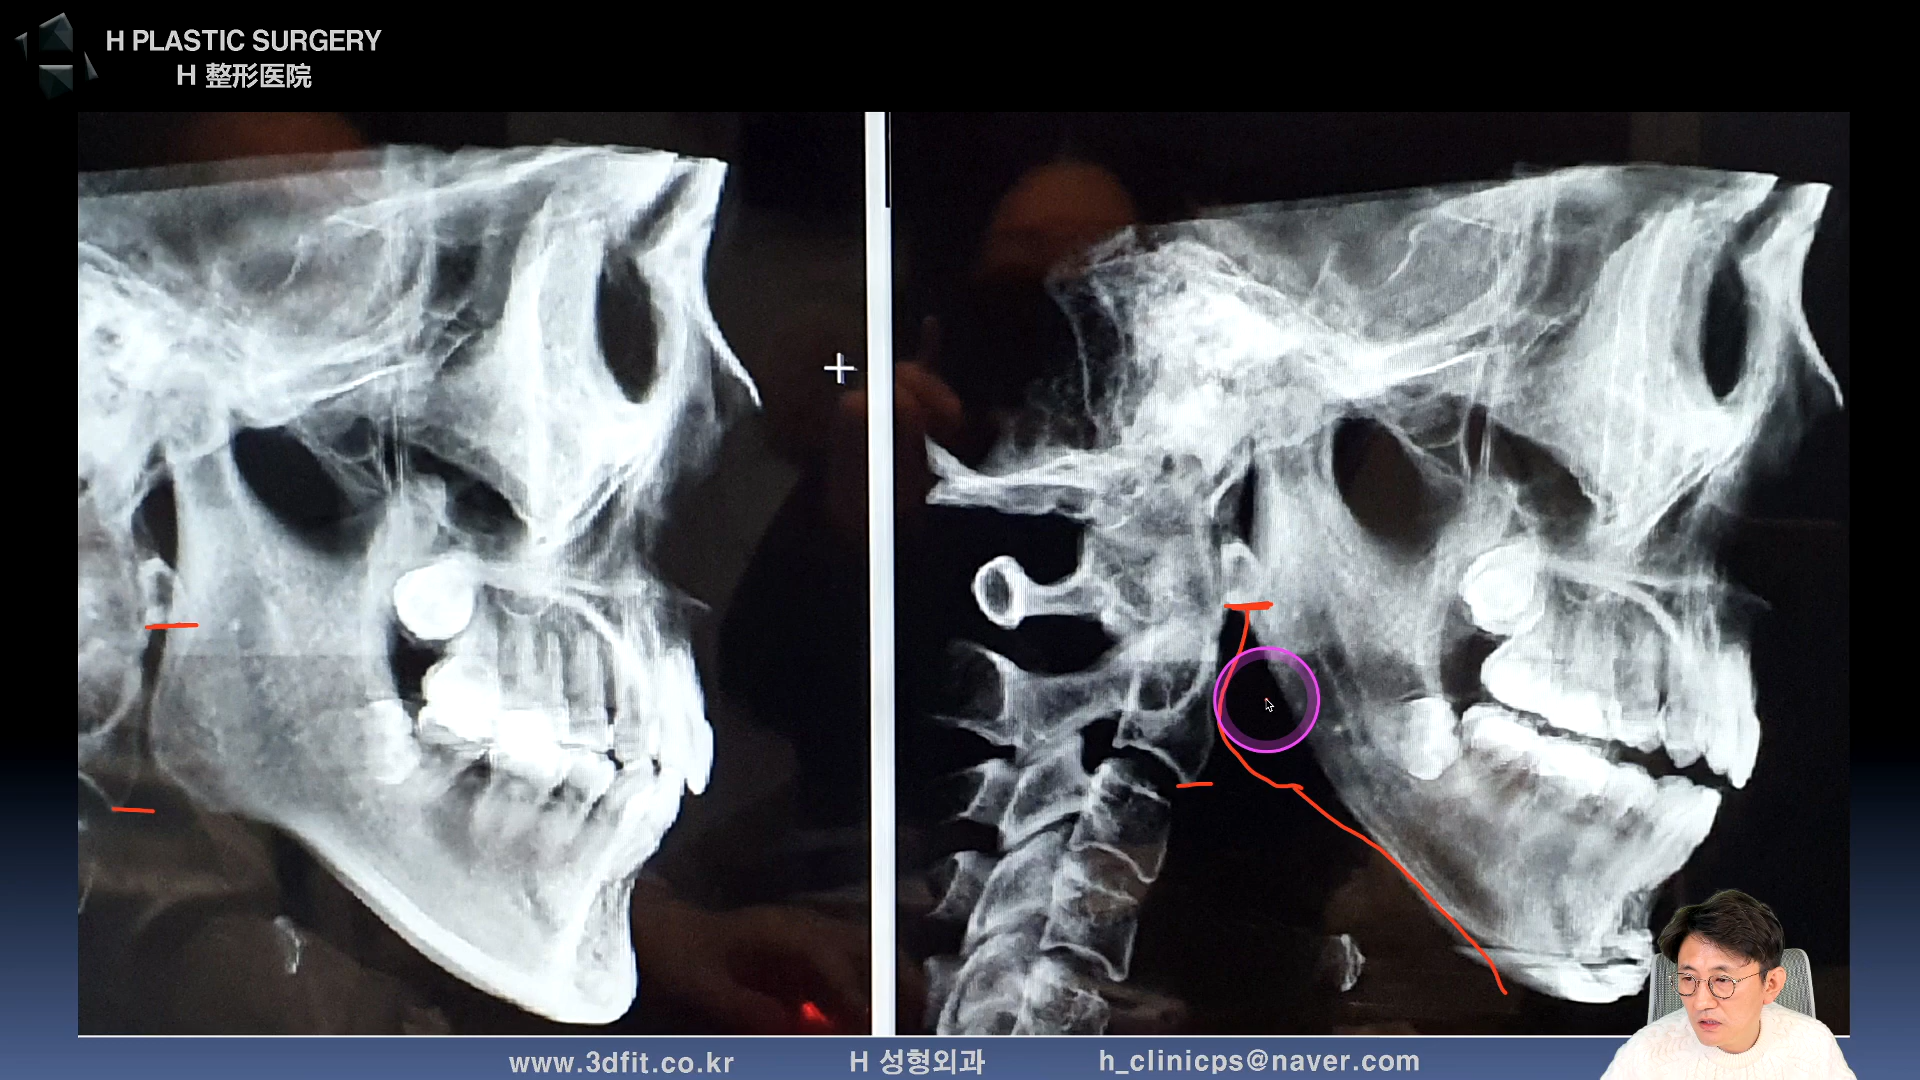 H PLASTIC SURGERY
H 整形医院
www.3dfit.co.kr
H 성형외과
h_clinicps@naver.com